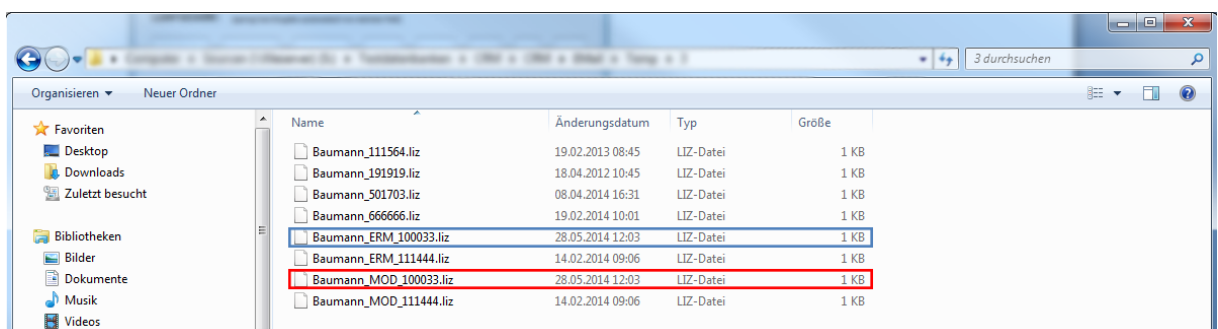 3 durchsuchen
Organisieren Neuer Ordner
Favoriten
Desktop
Downloads
Zuletzt besucht
Bibliotheken
Bilder
Dokumente
Musik
Videos
Name Änderungsdatum Typ Größe
Baumann_111564.liz 19.02.2013 08:45 LIZ-Datei 1 KB
Baumann_191919.liz 18.04.2012 10:45 LIZ-Datei 1 KB
Baumann_501703.liz 08.04.2014 16:31 LIZ-Datei 1 KB
Baumann_666666.liz 19.02.2014 10:01 LIZ-Datei 1 KB
Baumann_ERM_100033.liz 28.05.2014 12:03 LIZ-Datei 1 KB
Baumann_ERM_111444.liz 14.02.2014 09:06 LIZ-Datei 1 KB
Baumann_MOD_100033.liz 28.05.2014 12:03 LIZ-Datei 1 KB
Baumann_MOD_111444.liz 14.02.2014 09:06 LIZ-Datei 1 KB